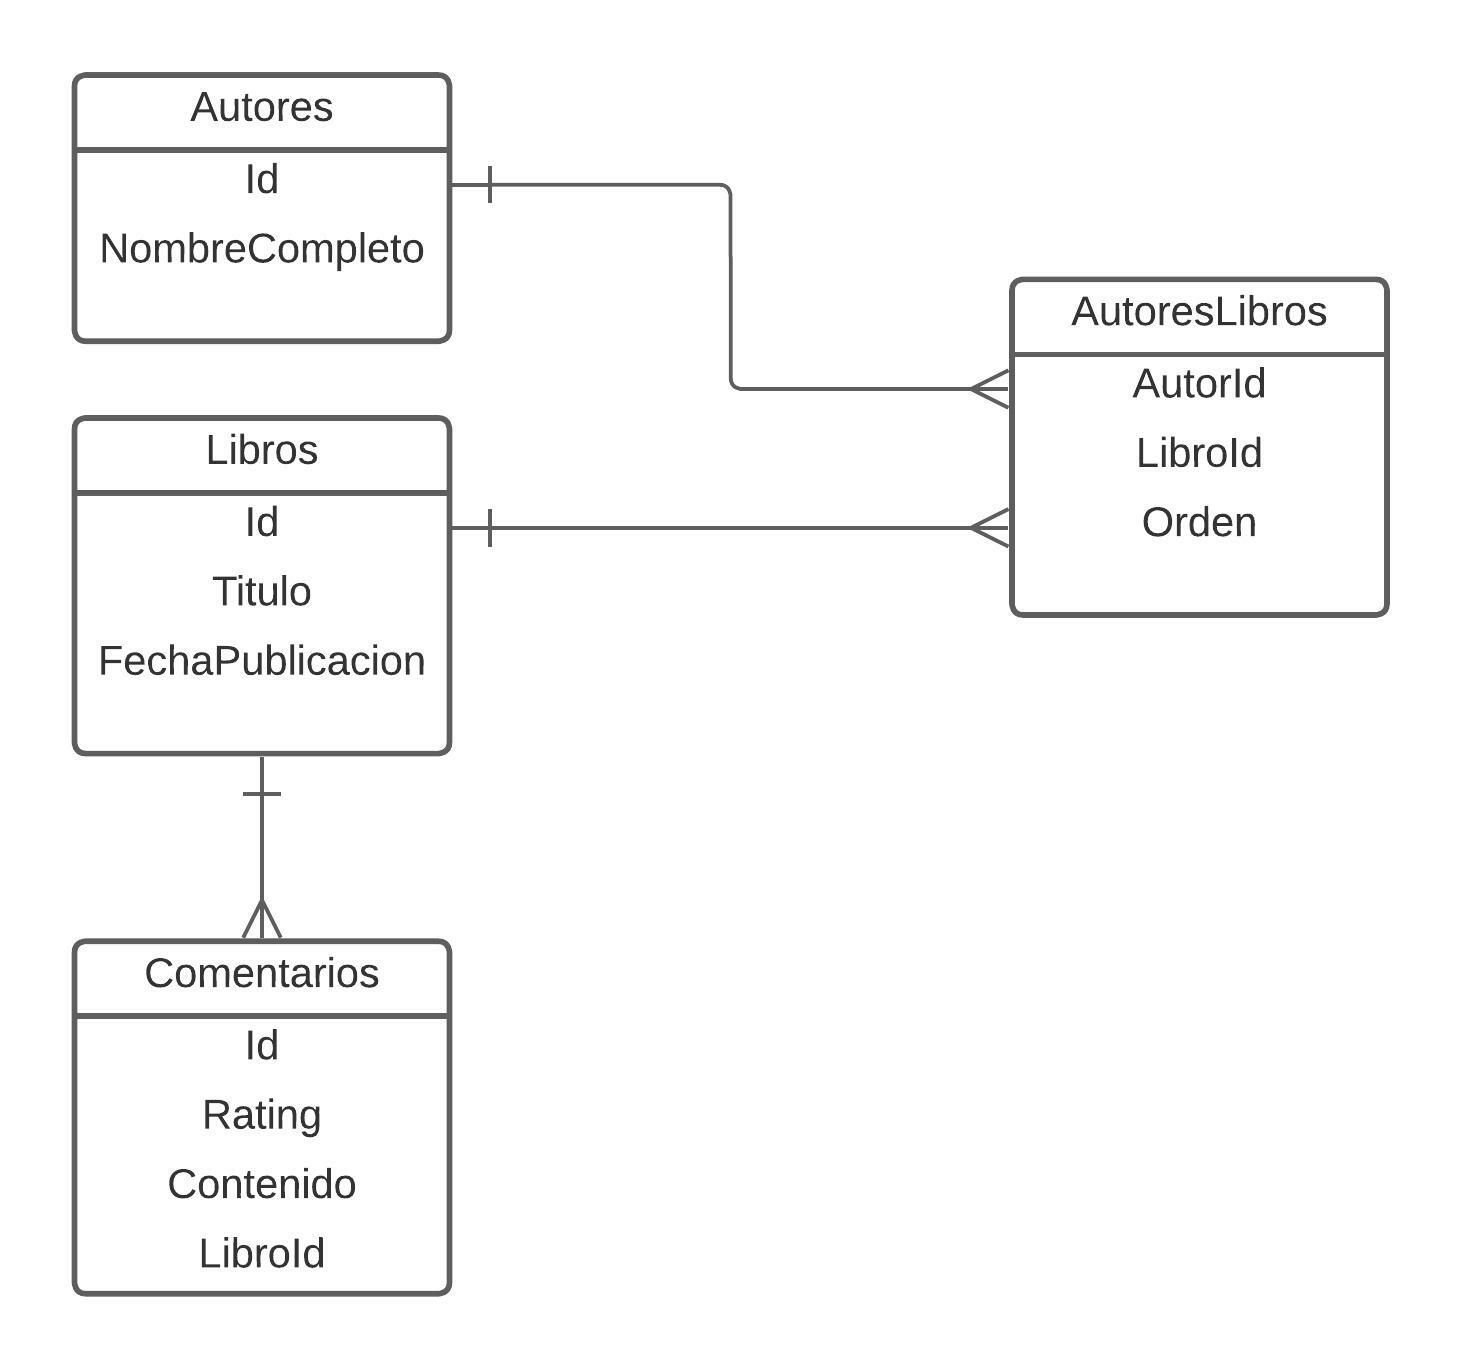 Autores
Id
NombreCompleto
Libros
Id
Titulo
FechaPublicacion
AutoresLibros
AutorId
LibroId
Orden
Comentarios
Id
Rating
Contenido
LibroId